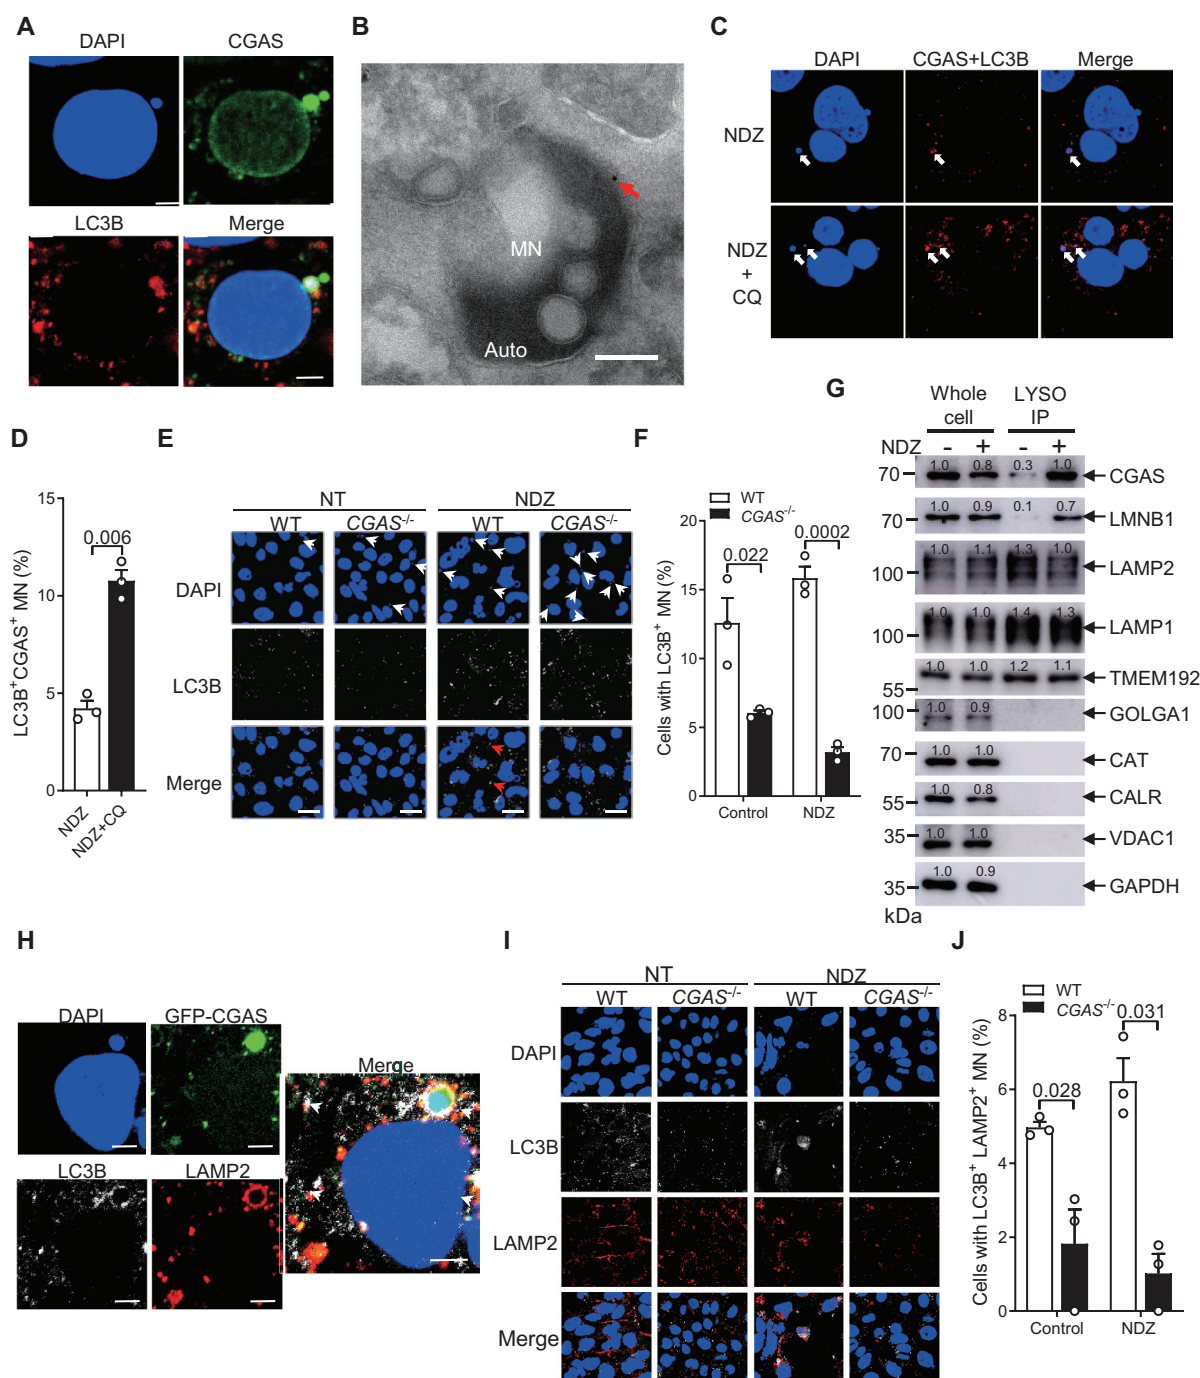 A
DAPI
CGAS
LC3B
Merge
B
MN
Auto
C
DAPI
CGAS+LC3B
Merge
NDZ
NDZ
+
CQ
D
LC3B+CGAS+ MN (%)
15
10
5
0
0.006
NDZ
NDZ+CQ
E
NT
NDZ
WT
CGAS-/-
WT
CGAS-/-
DAPI
LC3B
Merge
F
WT
CGAS-/-
Cells with LC3B+ MN (%)
20
15
10
5
0
0.022
0.0002
Control
NDZ
G
Whole cell
LYSO IP
NDZ - + - +
70 1.0 0.8 0.3 1.0 CGAS
70 1.0 0.9 0.1 0.7 LMNB1
100 1.0 1.1 1.3 1.0 LAMP2
100 1.0 1.0 1.4 1.3 LAMP1
55 1.0 1.0 1.2 1.1 TMEM192
100 1.0 0.9 GOLGA1
70 1.0 1.0 CAT
55 1.0 0.8 CALR
35 1.0 1.0 VDAC1
35 1.0 0.9 GAPDH
kDa
H
DAPI
GFP-CGAS
LC3B
LAMP2
Merge
I
NT
NDZ
WT
CGAS-/-
WT
CGAS-/-
DAPI
LC3B
LAMP2
Merge
J
WT
CGAS-/-
Cells with LC3B+ LAMP2+ MN (%)
8
6
4
2
0
0.028
0.031
Control
NDZ